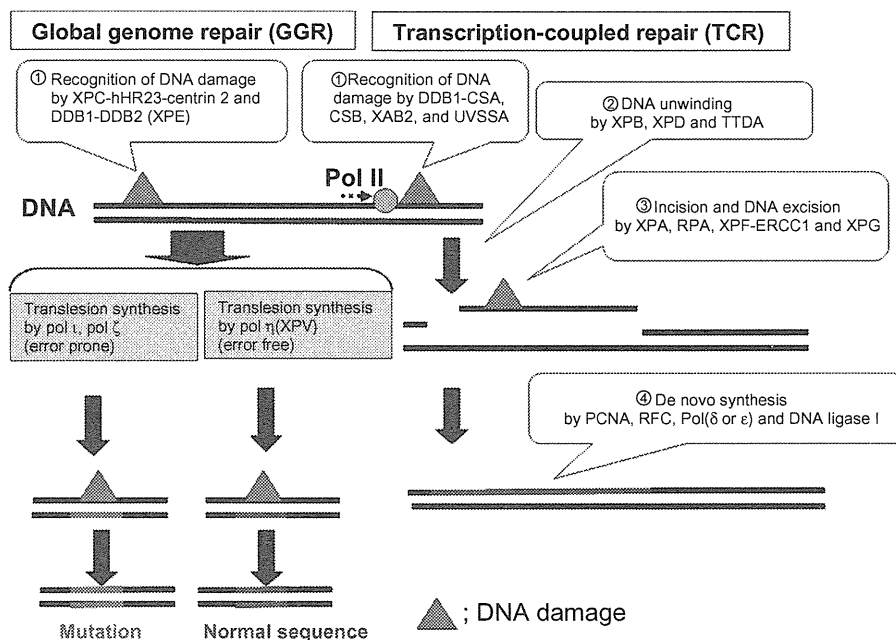 Global genome repair (GGR)
Transcription-coupled repair (TCR)
① Recognition of DNA damage
by XPC-hHR23-centrin 2 and
DDB1-DDB2 (XPE)
①Recognition of DNA
damage by DDB1-CSA,
CSB, XAB2, and UVSSA
②DNA unwinding
by XPB, XPD and TTDA
Pol II
DNA
③ Incision and DNA excision
by XPA, RPA, XPF-ERCC1 and XPG
Translesion synthesis
by pol ι, pol ζ
(error prone)
Translesion synthesis
by pol η(XPV)
(error free)
④ De novo synthesis
by PCNA, RFC, Pol(δ or ε) and DNA ligase I
Mutation
Normal sequence
; DNA damage